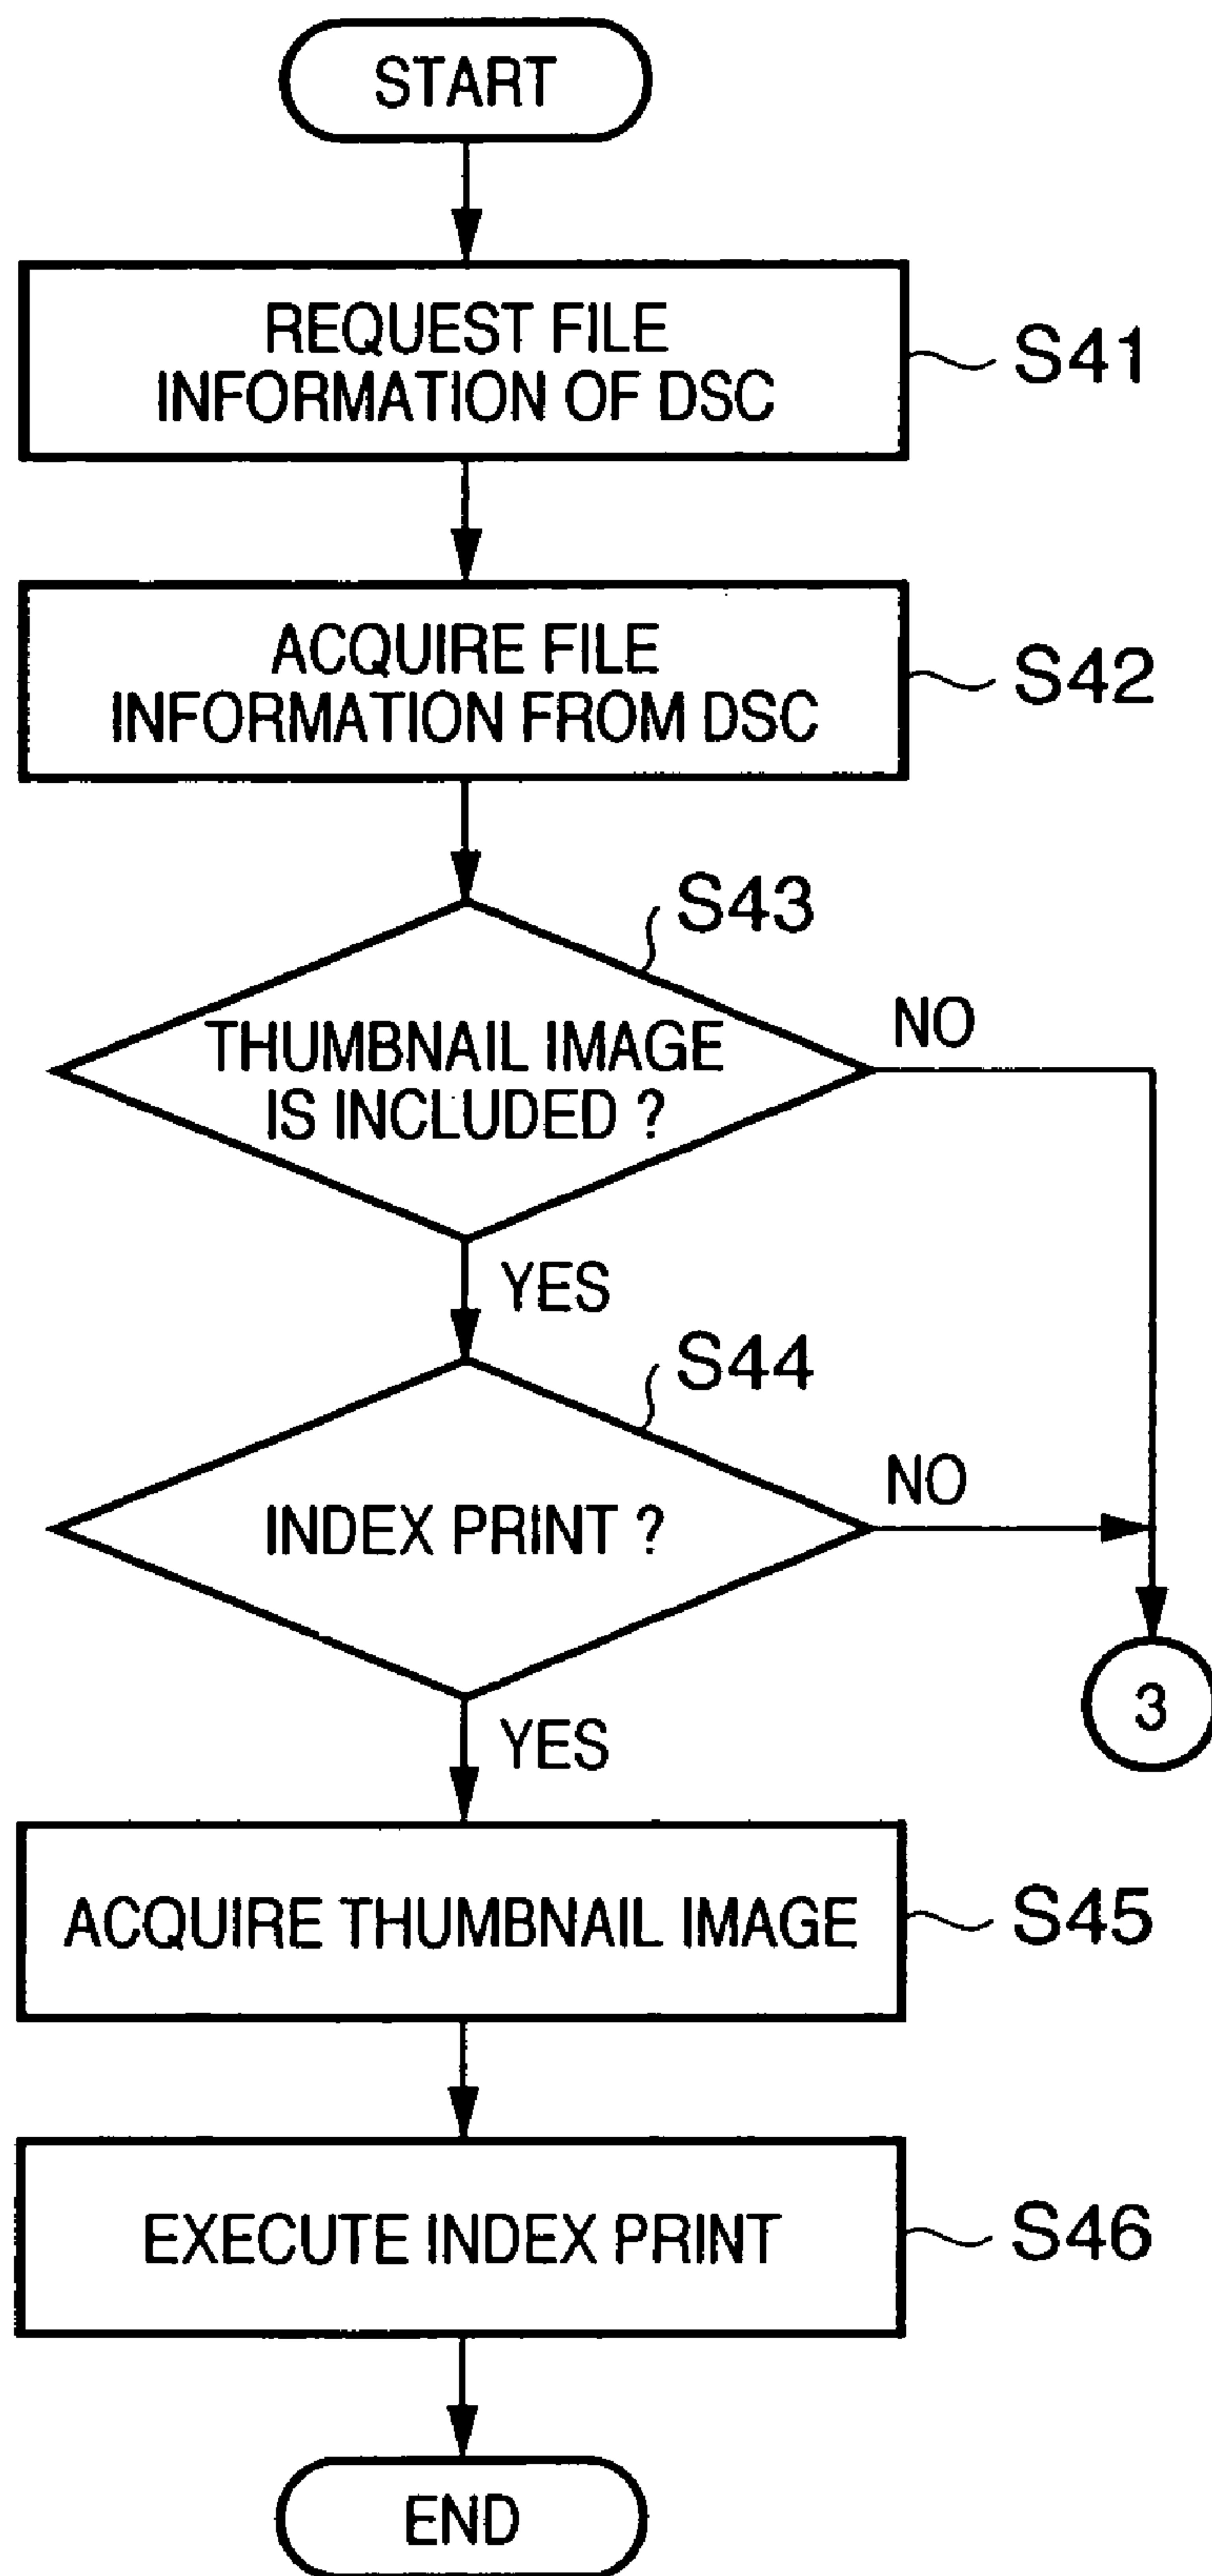 START
REQUEST FILE
INFORMATION OF DSC
S41
ACQUIRE FILE
INFORMATION FROM DSC
S42
S43
THUMBNAIL IMAGE
IS INCLUDED ?
NO
YES
S44
INDEX PRINT ?
NO
3
YES
ACQUIRE THUMBNAIL IMAGE
S45
EXECUTE INDEX PRINT
S46
END